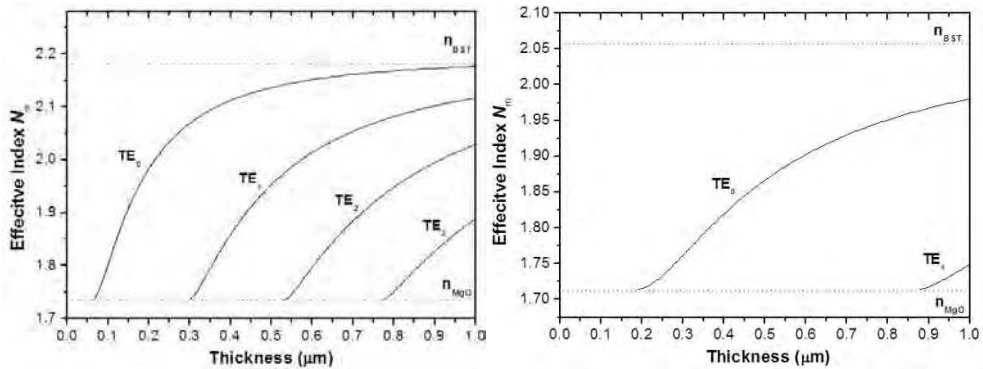 Effecitve Index Nm
2.2
2.1
2.0
1.9
1.8
1.7
nBST
TE0
TE1
TE2
TE3
nMgO
0.0 0.1 0.2 0.3 0.4 0.5 0.6 0.7 0.8 0.9 1.0
Thickness (μm)
Effecitve Index Nm
2.10
2.05
2.00
1.95
1.90
1.85
1.80
1.75
1.70
nBST
TE0
TE1
nMgO
0.0 0.1 0.2 0.3 0.4 0.5 0.6 0.7 0.8 0.9 1.0
Thickness (μm)